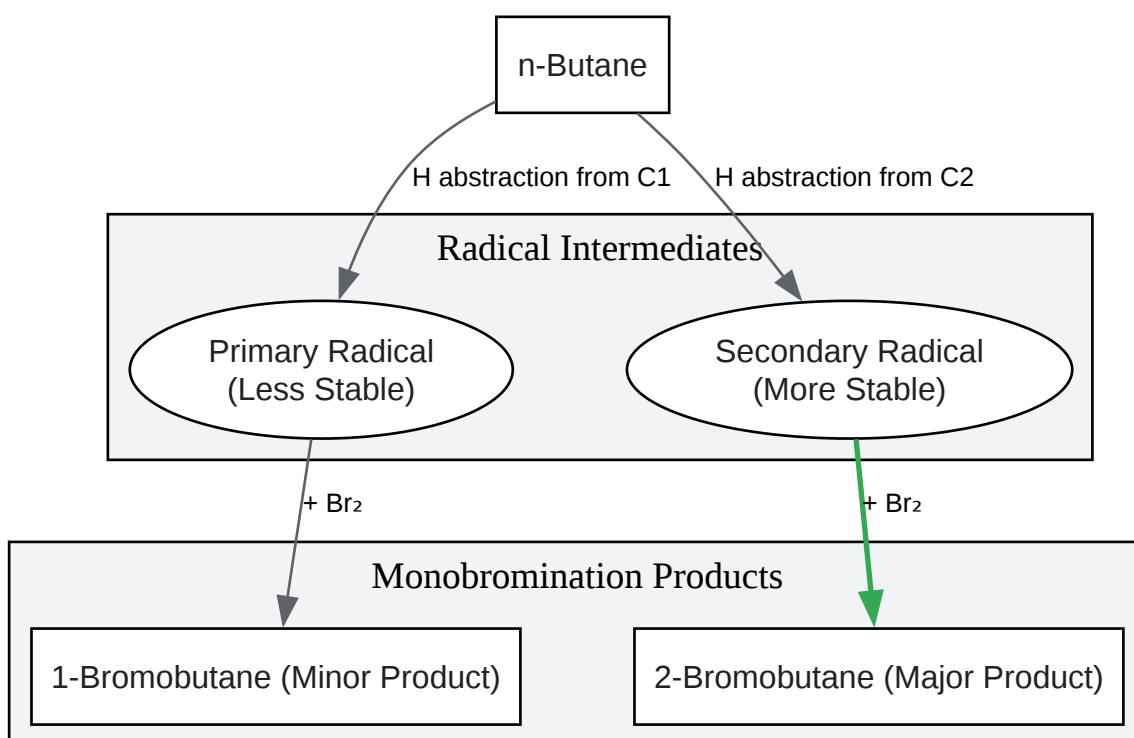 n-Butane
H abstraction from C1
H abstraction from C2
Radical Intermediates
Primary Radical
(Less Stable)
Secondary Radical
(More Stable)
+ Br₂
+ Br₂
Monobromination Products
1-Bromobutane (Minor Product)
2-Bromobutane (Major Product)